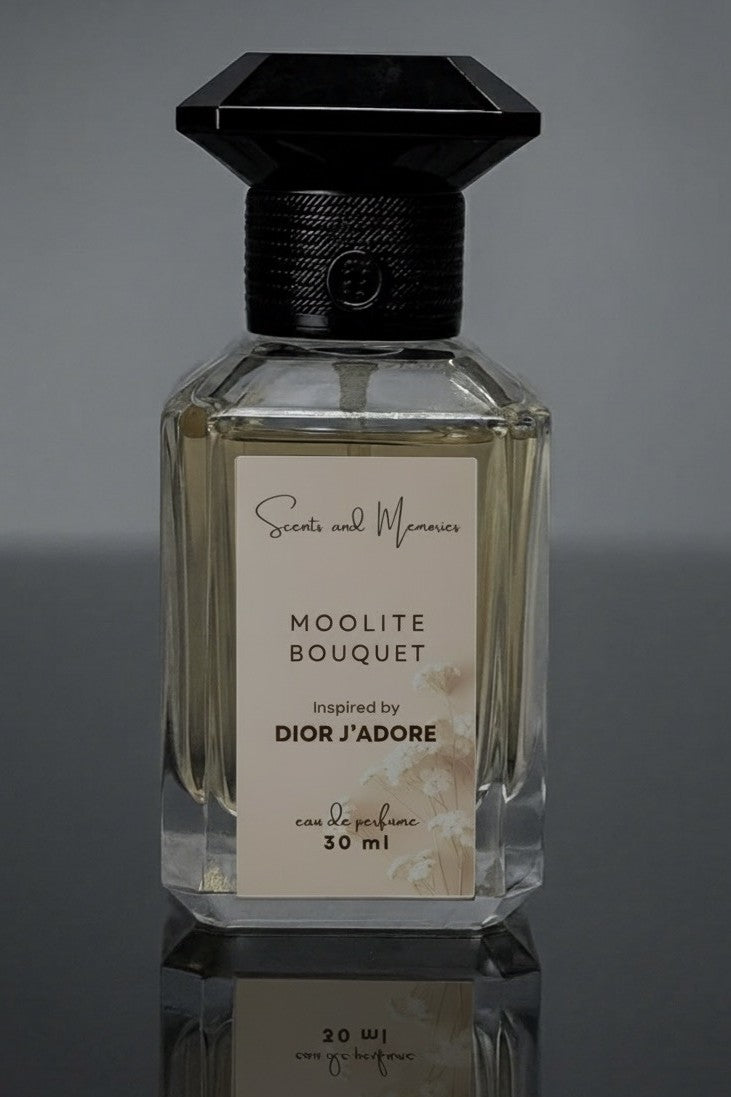 Scents and Memories
MOOLITE
BOUQUET
Inspired by
DIOR J'ADORE
eau de perfume
30 ml